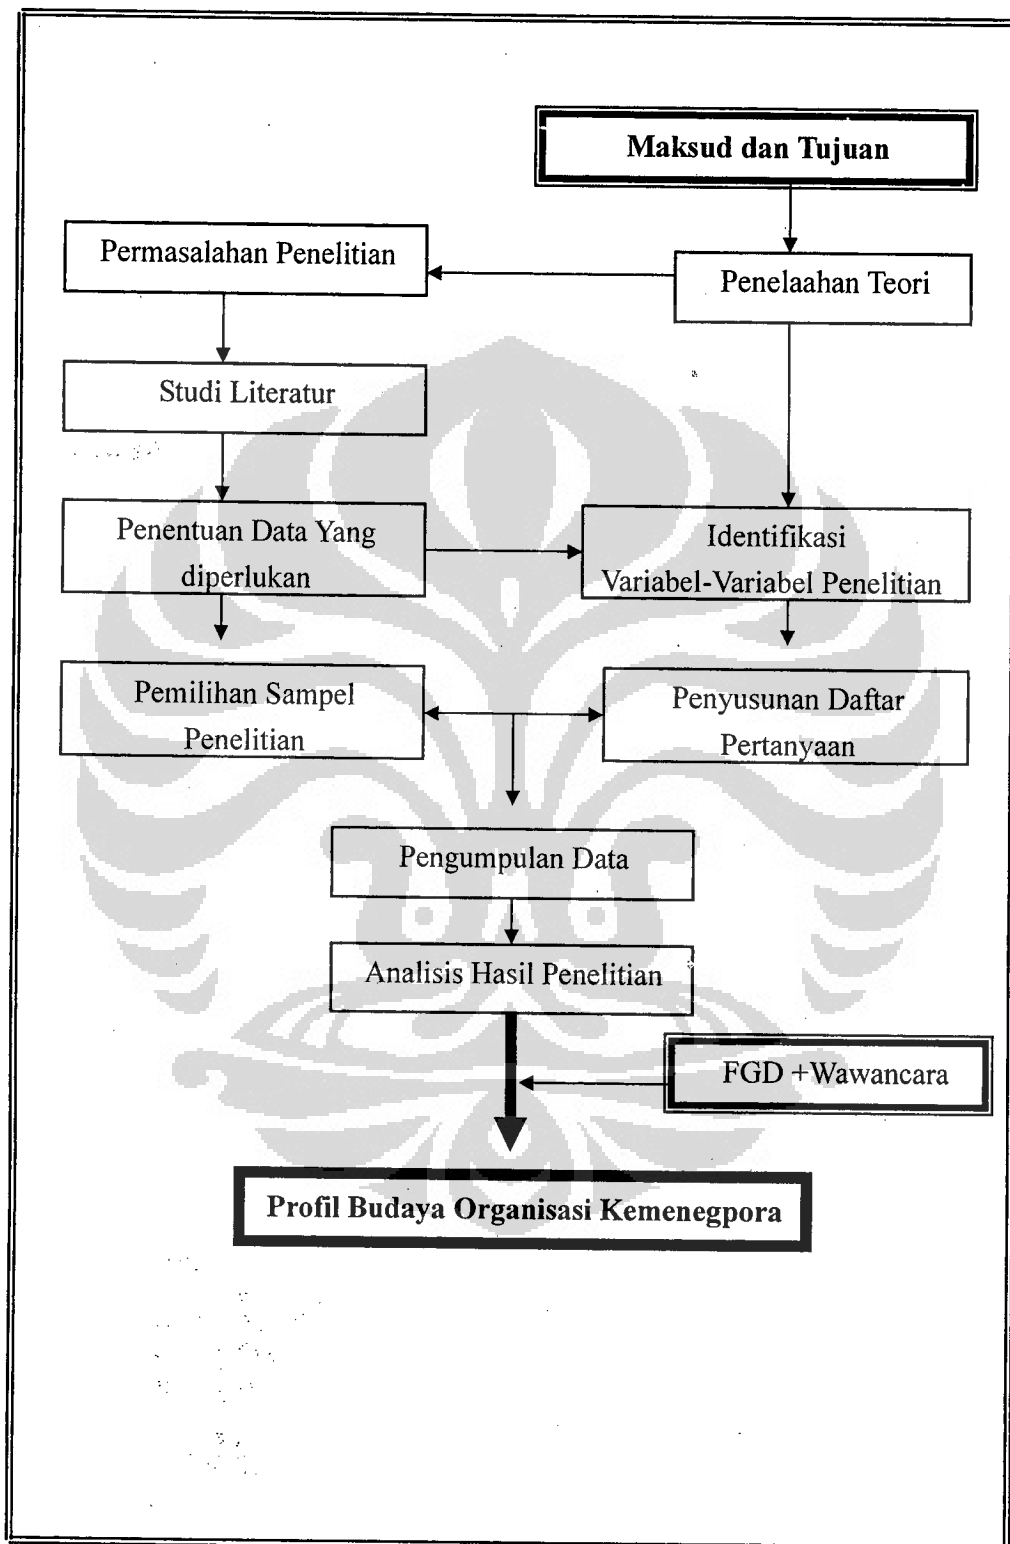 Maksud dan Tujuan
Permasalahan Penelitian
Penelaahan Teori
Studi Literatur
Penentuan Data Yang
diperlukan
Identifikasi
Variabel-Variabel Penelitian
Pemilihan Sampel
Penelitian
Penyusunan Daftar
Pertanyaan
Pengumpulan Data
Analisis Hasil Penelitian
FGD +Wawancara
Profil Budaya Organisasi Kemenegpora